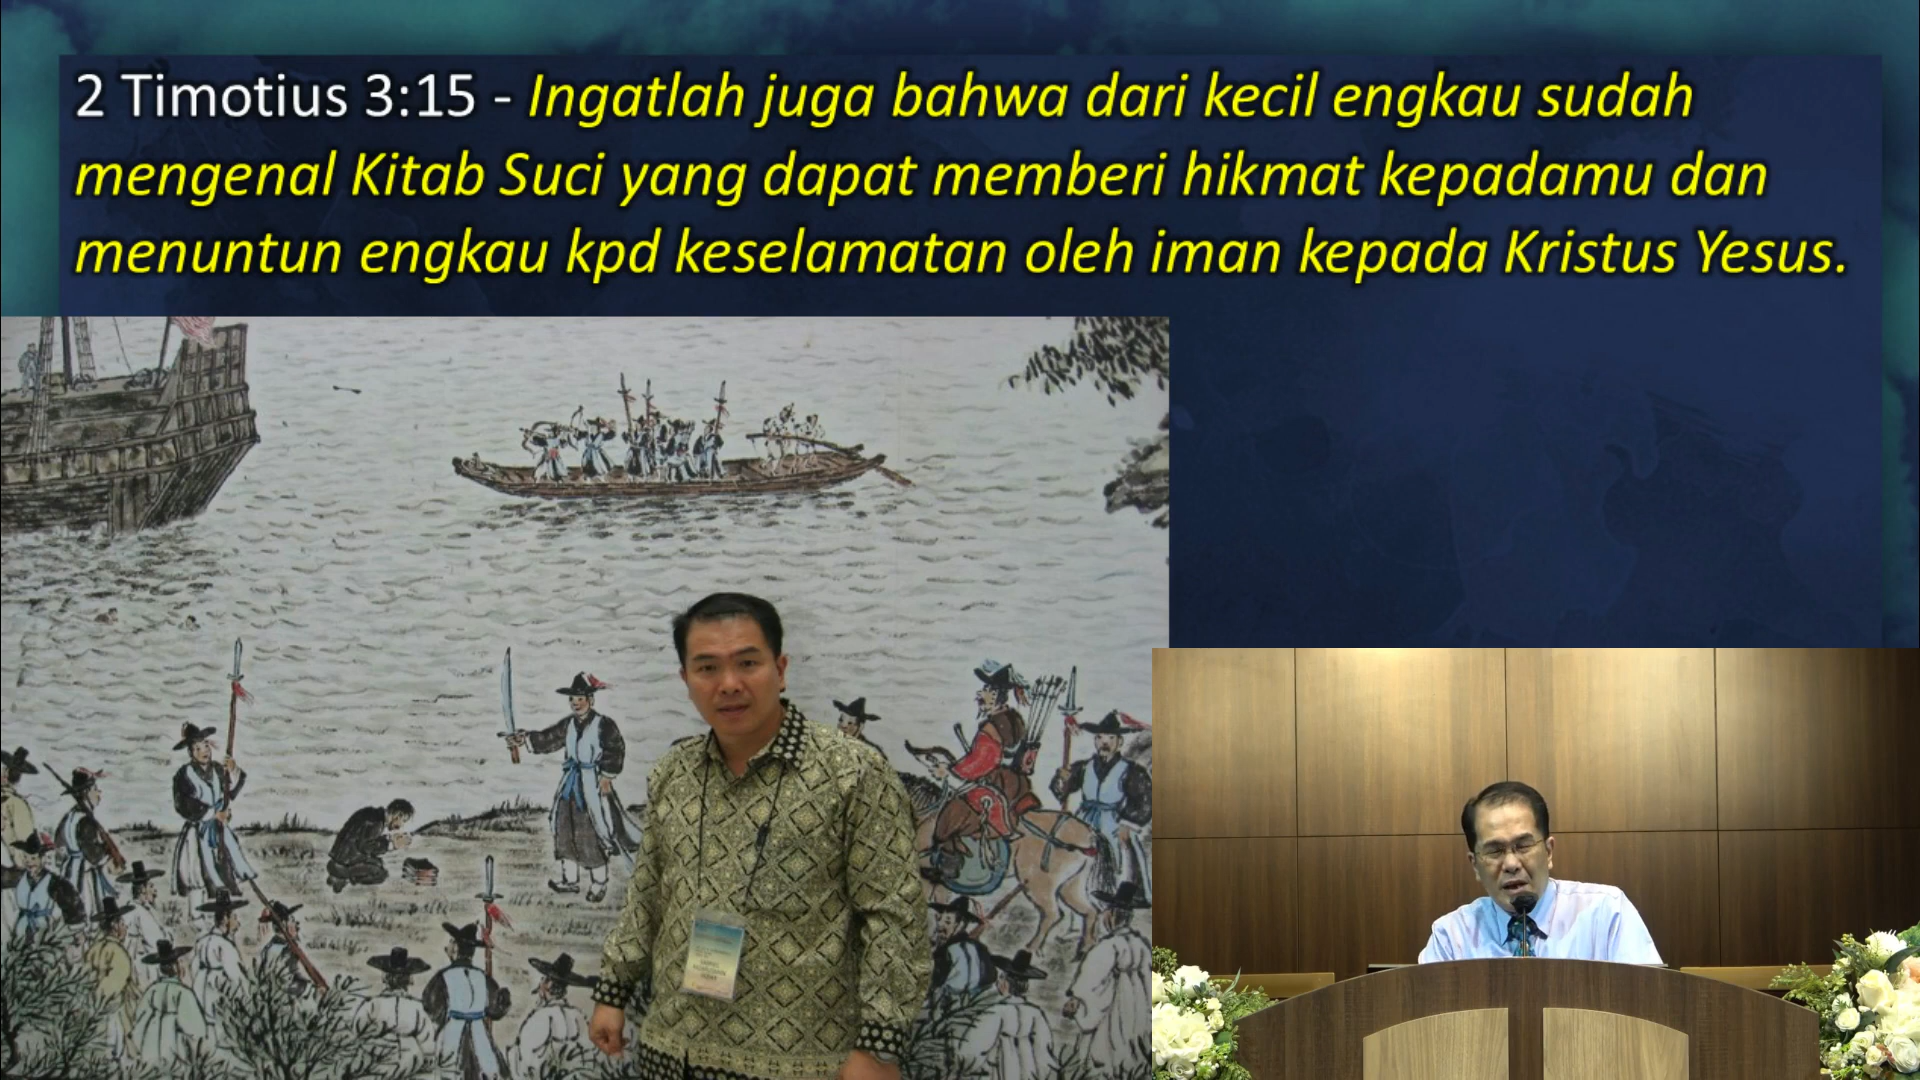 2 Timotius 3:15 - Ingatlah juga bahwa dari kecil engkau sudah
mengenal Kitab Suci yang dapat memberi hikmat kepadamu dan
menuntun engkau kpd keselamatan oleh iman kepada Kristus Yesus.